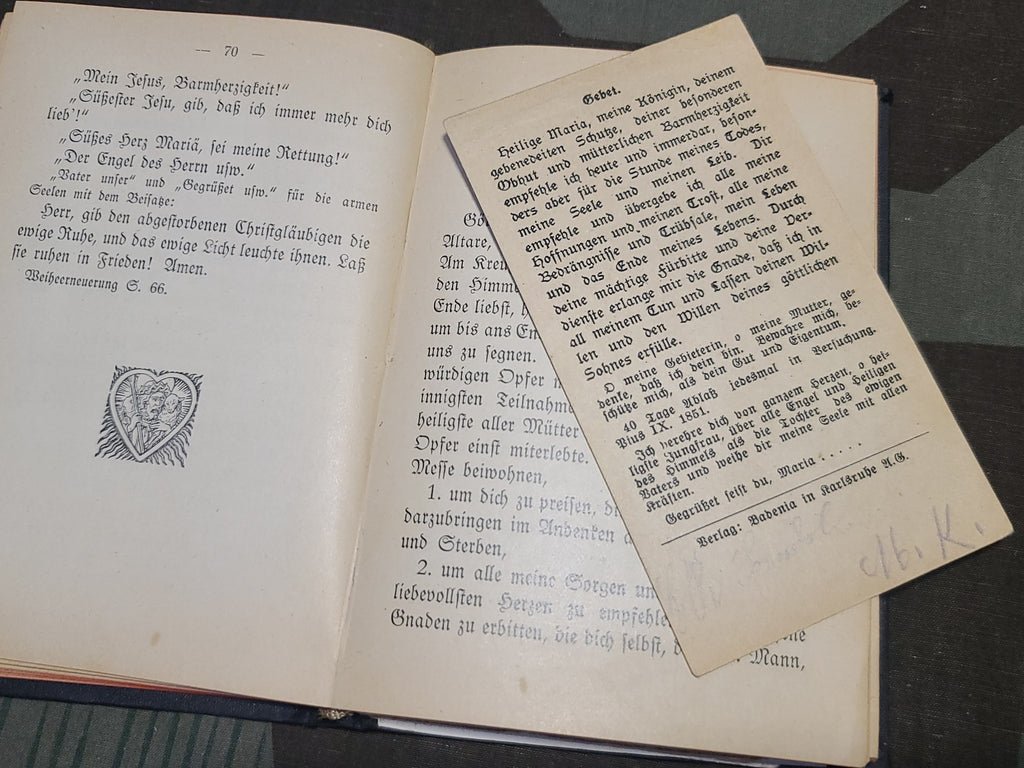 — 70 —
„Mein Jesus, Barmherzigkeit!“
„Süßester Jesu, gib, daß ich immer mehr dich
lieb'!“
„Süßes Herz Mariä, sei meine Rettung!“
„Der Engel des Herrn usw.“
„Vater unser“ und „Gegrüßet usw.“ für die armen
Seelen mit dem Beisatze:
Herr, gib den abgestorbenen Christgläubigen die
ewige Ruhe, und das ewige Licht leuchte ihnen. Laß
sie ruhen in Frieden! Amen.
Weiheerneuerung S. 66.
Altare,
Am
den
Ende liebst,
um bis ans
uns zu segnen.
würdigen Opfer
innigsten Teilnahme
heiligste aller Mütter
Opfer einst miterlebte.
Messe beiwohnen,
1. um dich zu preisen,
darzubringen im Andenken
und Sterben,
2. um alle meine Sorgen
liebevollsten Herzen zu
Gnaden zu erbitten, die dich selbst,
Mann,
Gebet.
Heilige Maria, meine Königin, deinem
gebenedeiten Schutze, deiner besonderen
Obhut und mütterlichen Barmherzigkeit
empfehle ich heute und immerdar, beson-
ders aber für die Stunde meines Todes,
meine Seele und meinen Leib. Dir
empfehle und übergebe ich alle meine
Hoffnungen und meinen Trost, alle meine
Bedrängnisse und Trübsale, mein Leben
und das Ende meines Lebens. Durch
deine mächtige Fürbitte und deine Ver-
dienste erlange mir die Gnade, daß ich in
all meinem Tun und Lassen deinen Wil-
len und den Willen deines göttlichen
Sohnes erfülle.
O meine Gebieterin, o meine Mutter, ge-
denke, daß ich dein bin. Bewahre mich, be-
schütze mich, als dein Gut und Eigentum.
40 Tage Ablaß jedesmal in Versuchung.
Pius IX. 1851.
Ich verehre dich von ganzem Herzen, o hei-
ligste Jungfrau, über alle Engel und Heiligen
des Himmels als die Tochter des ewigen
Vaters und weihe dir meine Seele mit allen
Kräften.
Gegrüßet seist du, Maria . . . . . .
Verlag: Badenia in Karlsruhe A.G.
M. K.